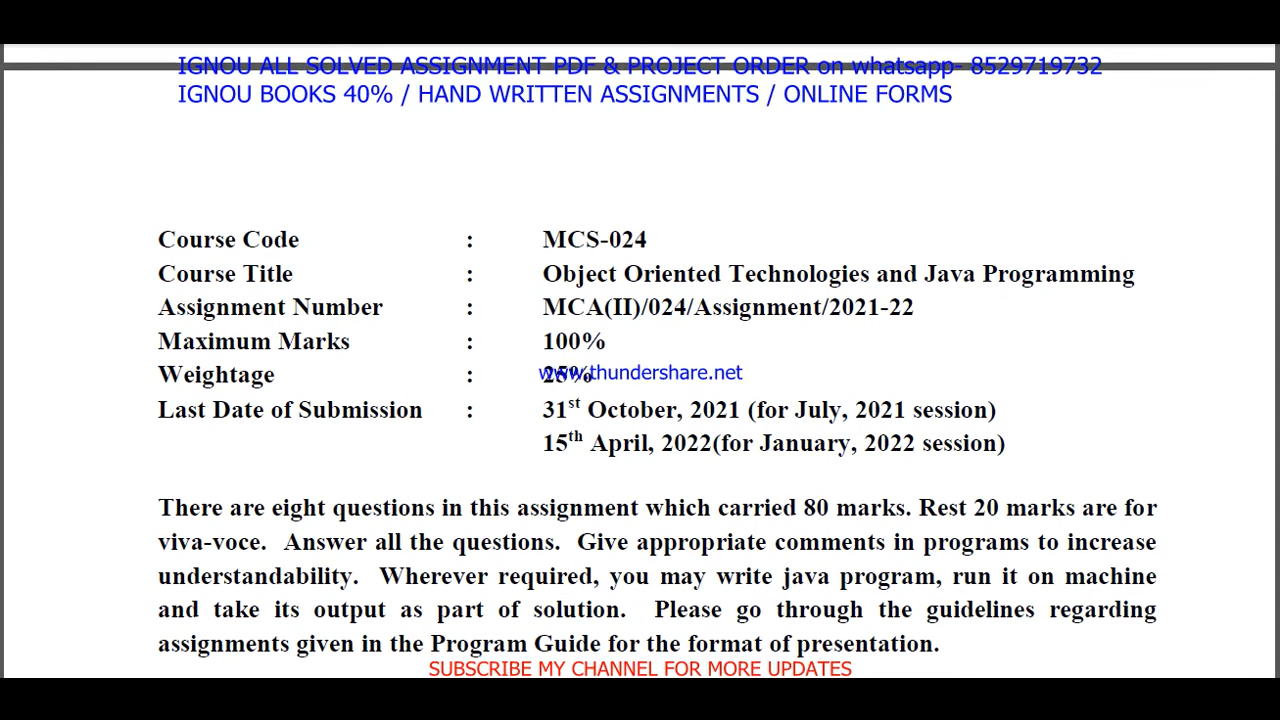 IGNOU ALL SOLVED ASSIGNMENT PDF & PROJECT ORDER on whatsapp- 8529719732
IGNOU BOOKS 40% / HAND WRITTEN ASSIGNMENTS / ONLINE FORMS
Course Code : MCS-024
Course Title : Object Oriented Technologies and Java Programming
Assignment Number : MCA(II)/024/Assignment/2021-22
Maximum Marks : 100%
Weightage : 25%
www.thundershare.net
Last Date of Submission : 31st October, 2021 (for July, 2021 session)
15th April, 2022(for January, 2022 session)
There are eight questions in this assignment which carried 80 marks. Rest 20 marks are for
viva-voce. Answer all the questions. Give appropriate comments in programs to increase
understandability. Wherever required, you may write java program, run it on machine
and take its output as part of solution. Please go through the guidelines regarding
assignments given in the Program Guide for the format of presentation.
SUBSCRIBE MY CHANNEL FOR MORE UPDATES